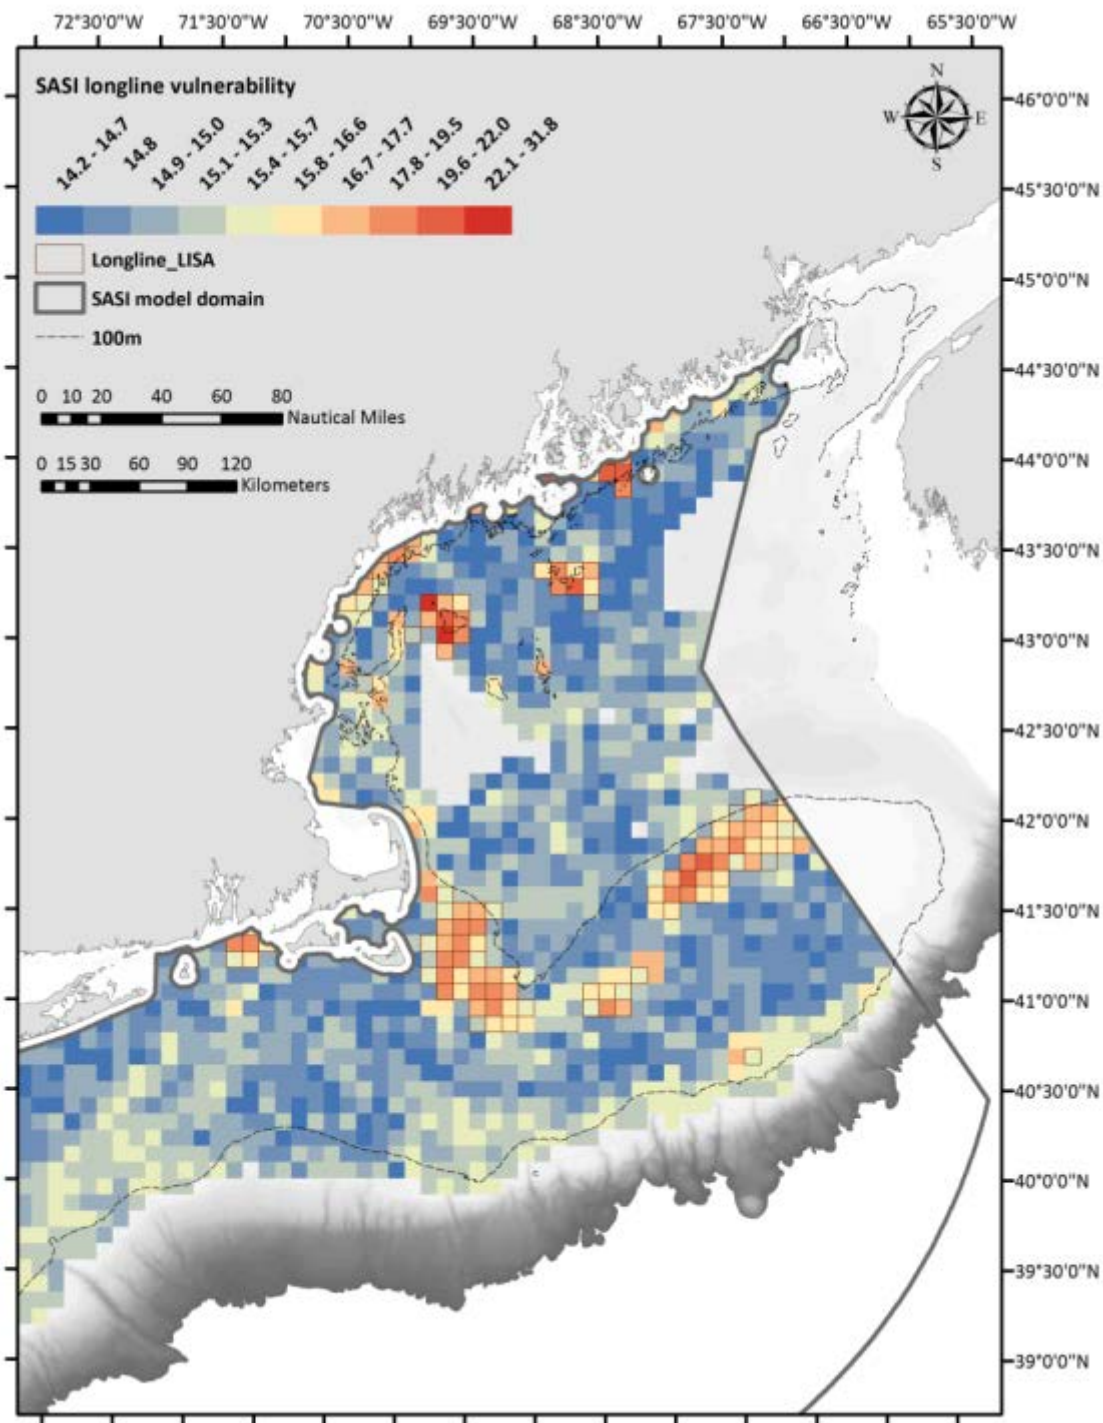 72°30'0"W 71°30'0"W 70°30'0"W 69°30'0"W 68°30'0"W 67°30'0"W 66°30'0"W 65°30'0"W
SASI longline vulnerability
14.2 - 14.7
14.8
14.9 - 15.0
15.1 - 15.3
15.4 - 15.7
15.8 - 16.6
16.7 - 17.7
17.8 - 19.5
19.6 - 22.0
22.1 - 31.8
Longline_LISA
SASI model domain
100m
0 10 20 40 60 80
Nautical Miles
0 15 30 60 90 120
Kilometers
N
W E
S
46°0'0"N
45°30'0"N
45°0'0"N
44°30'0"N
44°0'0"N
43°30'0"N
43°0'0"N
42°30'0"N
42°0'0"N
41°30'0"N
41°0'0"N
40°30'0"N
40°0'0"N
39°30'0"N
39°0'0"N